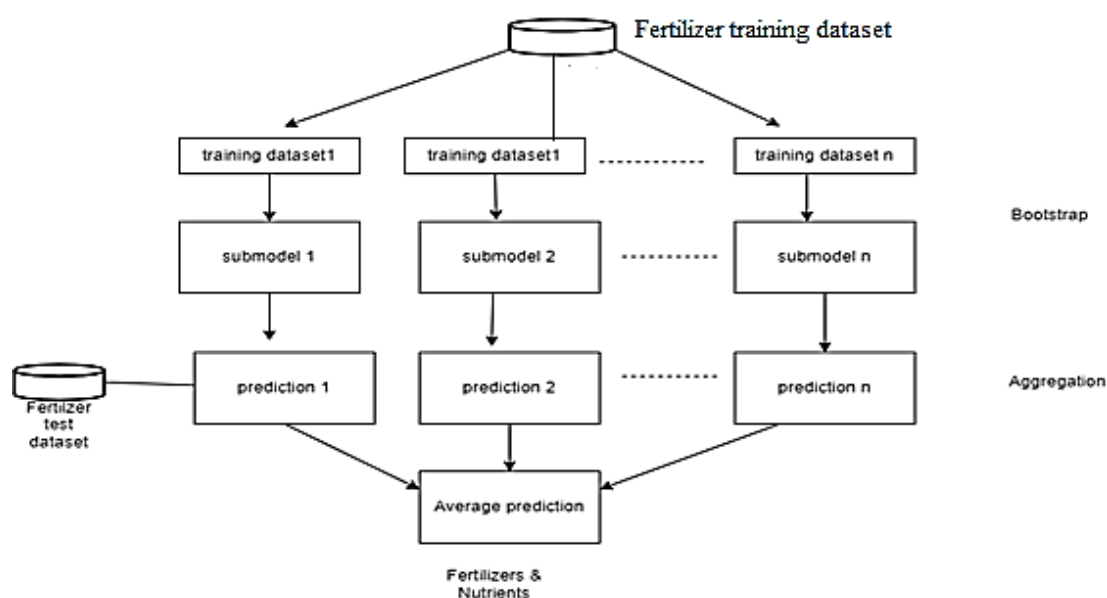 Fertilizer training dataset
training dataset1
training dataset1
training dataset n
Bootstrap
submodel 1
submodel 2
submodel n
prediction 1
prediction 2
prediction n
Aggregation
Fertilzer
test
dataset
Average prediction
Fertilizers &
Nutrients